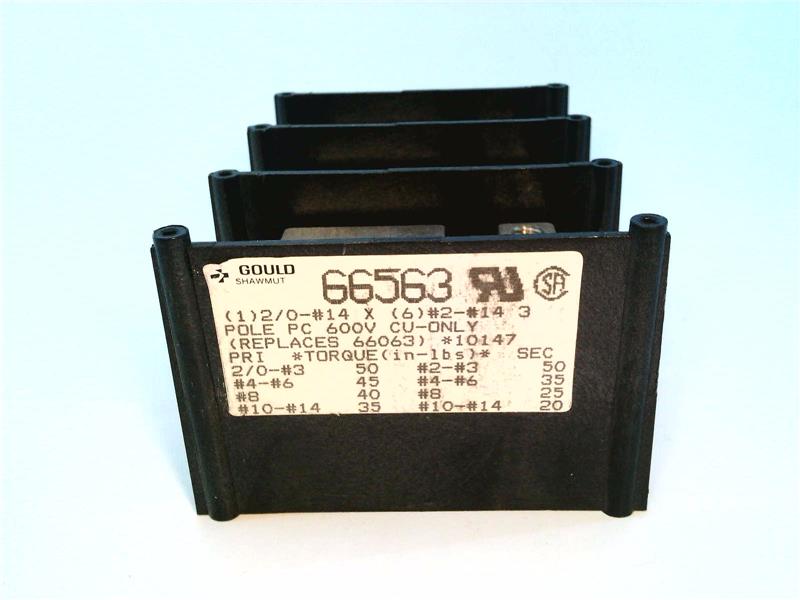 GOULD 66563
SHAWMUT
(1)2/0-#14 X (6)#2-#14 3
POLE PC 600V CU-ONLY
(REPLACES 66063) *10147
PRI *TORQUE(in-lbs)* SEC
2/0-#3 50 #2-#3 50
#4-#6 45 #4-#6 35
#8 40 #8 25
#10-#14 35 #10-#14 20